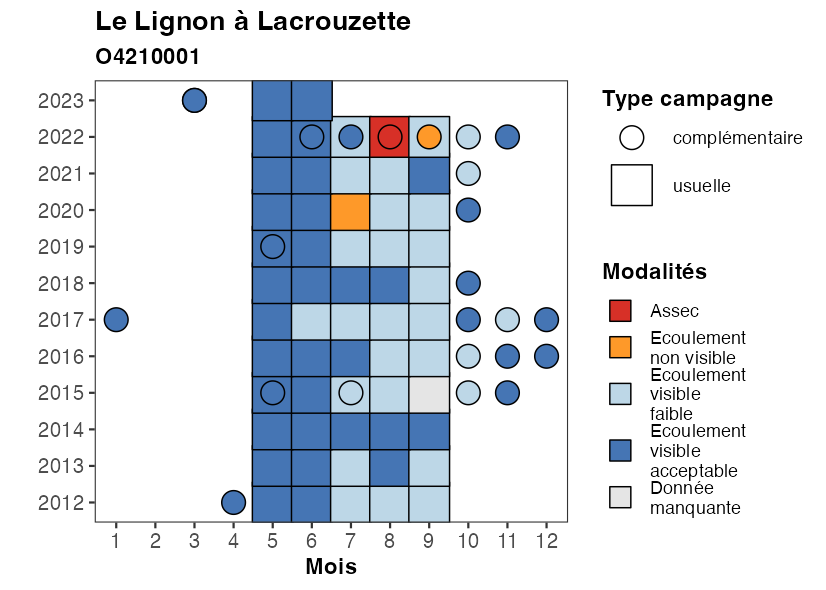 Le Lignon à Lacrouzette
O4210001
2023
2022
2021
2020
2019
2018
2017
2016
2015
2014
2013
2012
1 2 3 4 5 6 7 8 9 10 11 12
Mois
Type campagne
complémentaire
usuelle
Modalités
Assec
Ecoulement
non visible
Ecoulement
visible
faible
Ecoulement
visible
acceptable
Donnée
manquante